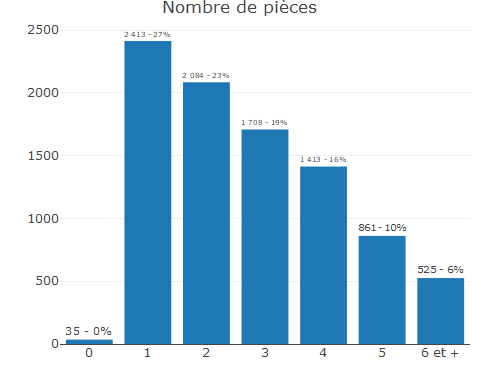 Nombre de pièces
2500
2000
1500
1000
500
0
35 - 0%
2 413 - 27%
2 084 - 23%
1 708 - 19%
1 413 - 16%
861 - 10%
525 - 6%
0 1 2 3 4 5 6 et +